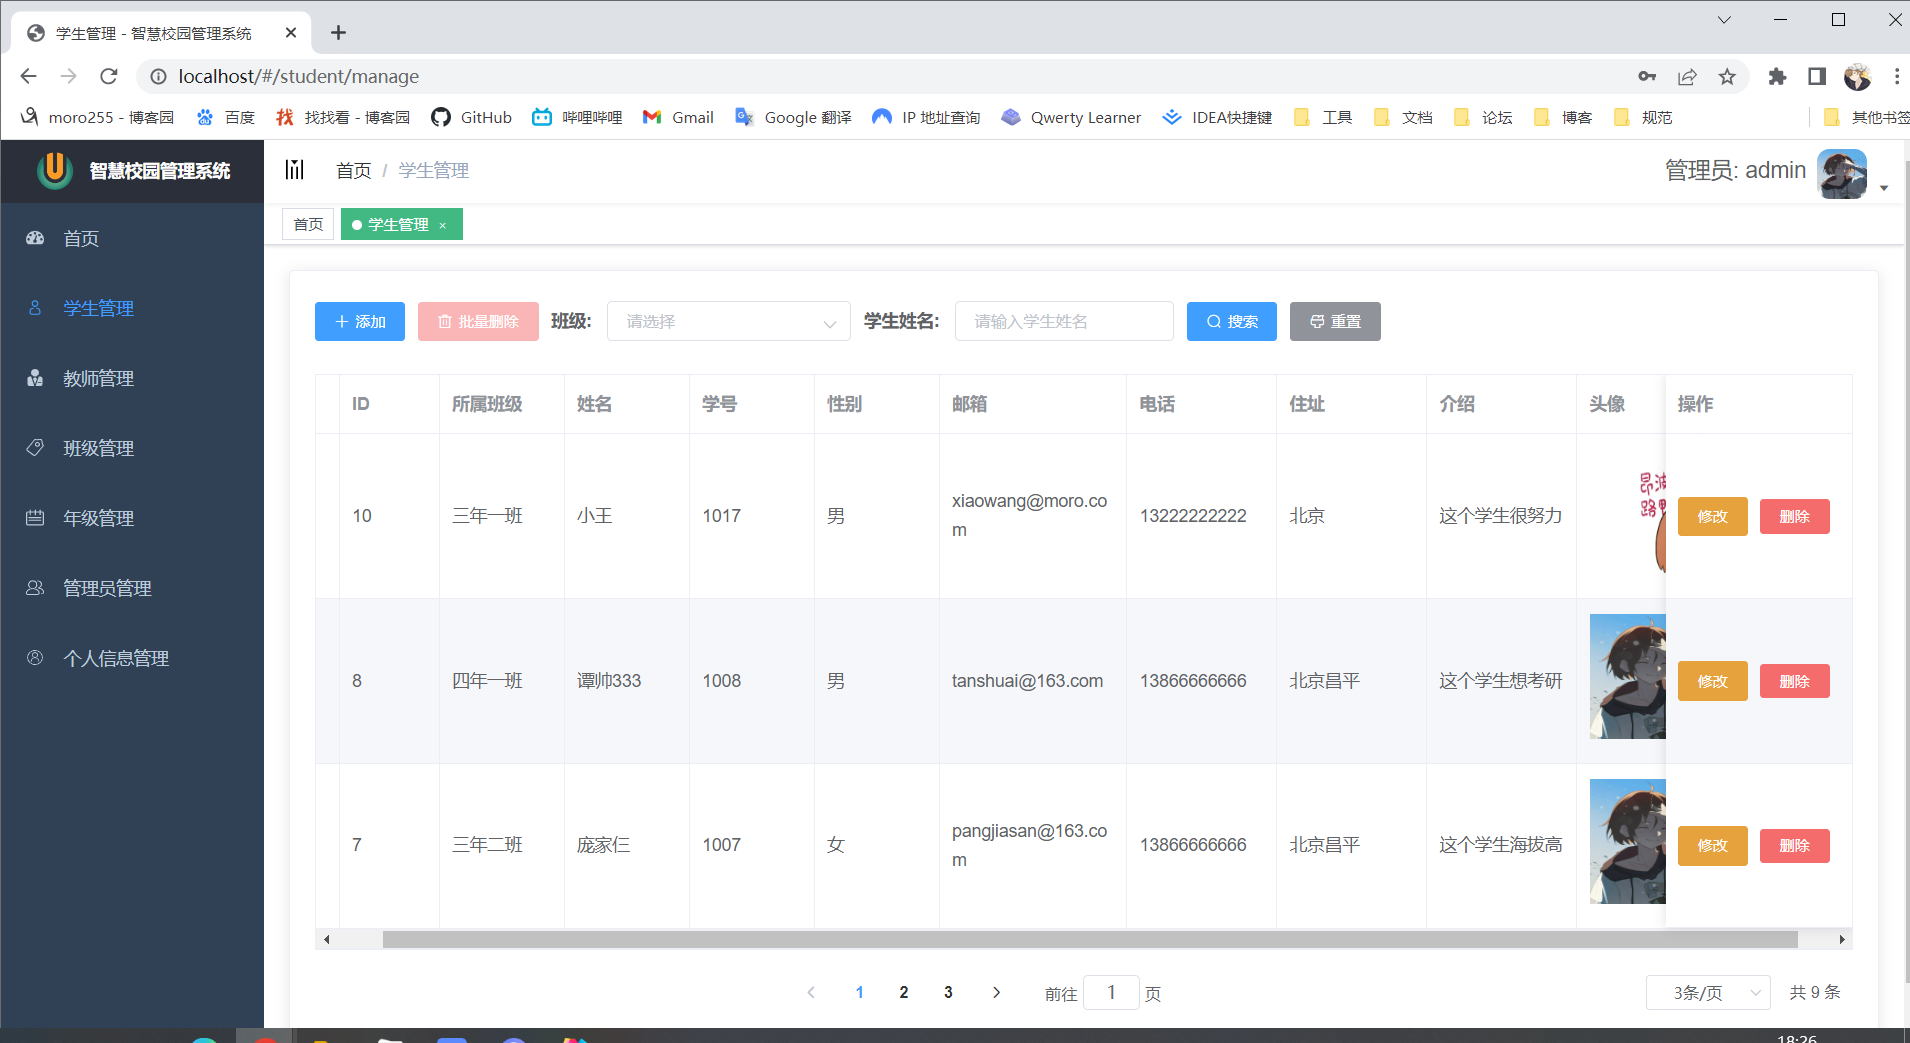 学生管理 - 智慧校园管理系统
localhost/#/student/manage
moro255 - 博客园 百度 找找看 - 博客园 GitHub 哔哩哔哩 Gmail Google 翻译 IP 地址查询 Qwerty Learner IDEA快捷键 工具 文档 论坛 博客 规范 其他书签
智慧校园管理系统 首页 / 学生管理 管理员: admin
首页 学生管理 ×
首页
学生管理
教师管理
班级管理
年级管理
管理员管理
个人信息管理
添加 批量删除 班级: 请选择 学生姓名: 请输入学生姓名 搜索 重置
ID 所属班级 姓名 学号 性别 邮箱 电话 住址 介绍 头像 操作
10 三年一班 小王 1017 男 xiaowang@moro.com 13222222222 北京 这个学生很努力 修改 删除
8 四年一班 谭帅333 1008 男 tanshuai@163.com 13866666666 北京昌平 这个学生想考研 修改 删除
7 三年二班 庞家仨 1007 女 pangjiasan@163.com 13866666666 北京昌平 这个学生海拔高 修改 删除
1 2 3 前往 1 页 3条/页 共 9 条
18:26